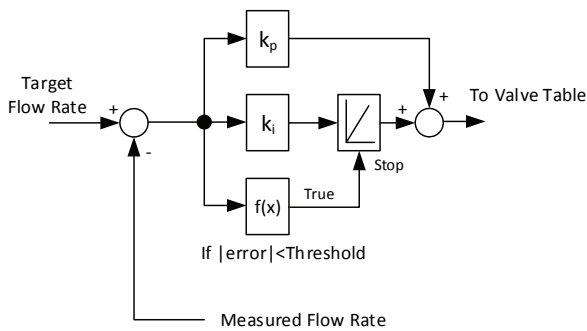 kp
Target
Flow Rate
+
+
To Valve Table
+
ki
-
Stop
f(x)
True
If |error|<Threshold
Measured Flow Rate